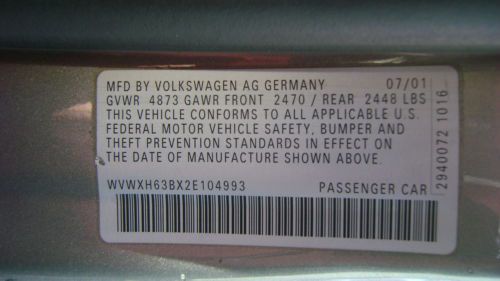 MFD BY VOLKSWAGEN AG GERMANY 07/01
GVWR 4873 GAWR FRONT 2470 / REAR 2448 LBS
THIS VEHICLE CONFORMS TO ALL APPLICABLE U.S.
FEDERAL MOTOR VEHICLE SAFETY, BUMPER AND
THEFT PREVENTION STANDARDS IN EFFECT ON
THE DATE OF MANUFACTURE SHOWN ABOVE.
WVWXH63BX2E104993 PASSENGER CAR
2940072 1016